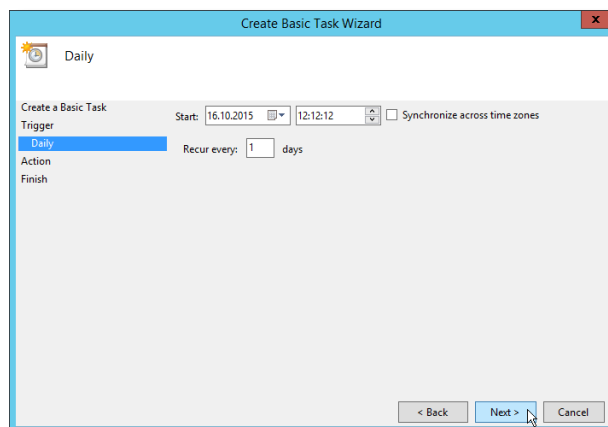 Create Basic Task Wizard
x
Daily
Create a Basic Task
Trigger
Daily
Action
Finish
Start: 16.10.2015 12:12:12 Synchronize across time zones
Recur every: 1 days
< Back Next > Cancel